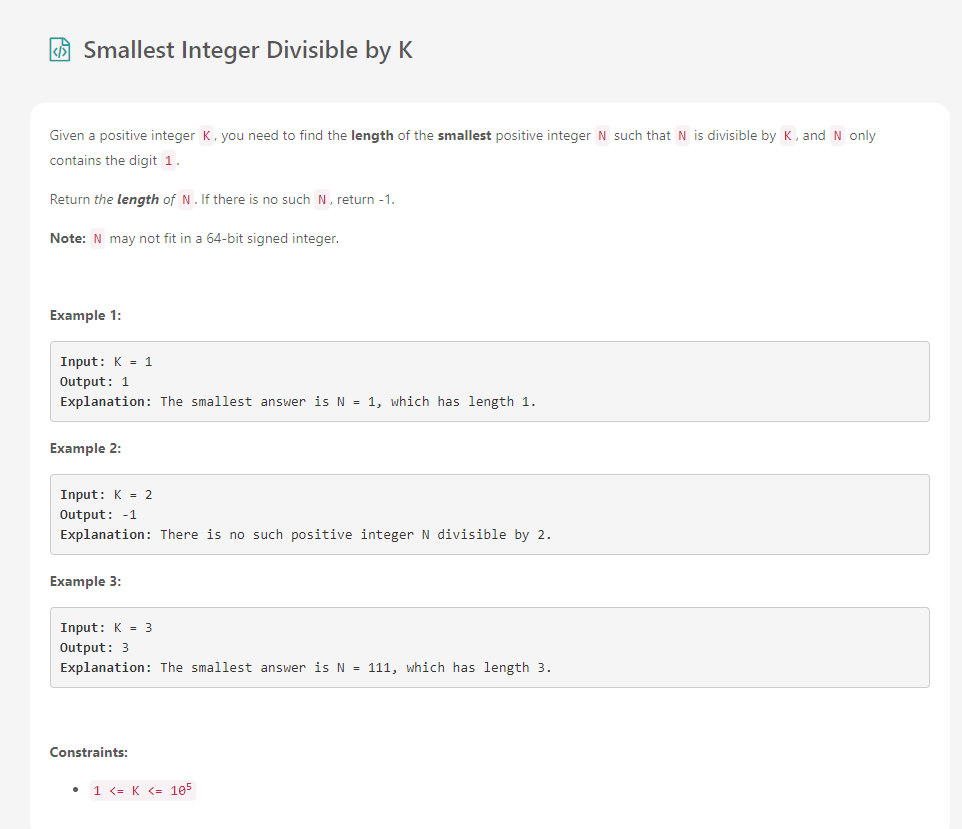 Smallest Integer Divisible by K
Given a positive integer K, you need to find the length of the smallest positive integer N such that N is divisible by K, and N only
contains the digit 1.
Return the length of N. If there is no such N, return -1.
Note: N may not fit in a 64-bit signed integer.
Example 1:
Input: K = 1
Output: 1
Explanation: The smallest answer is N = 1, which has length 1.
Example 2:
Input: K = 2
Output: -1
Explanation: There is no such positive integer N divisible by 2.
Example 3:
Input: K = 3
Output: 3
Explanation: The smallest answer is N = 111, which has length 3.
Constraints:
• 1 <= K <= 10⁵